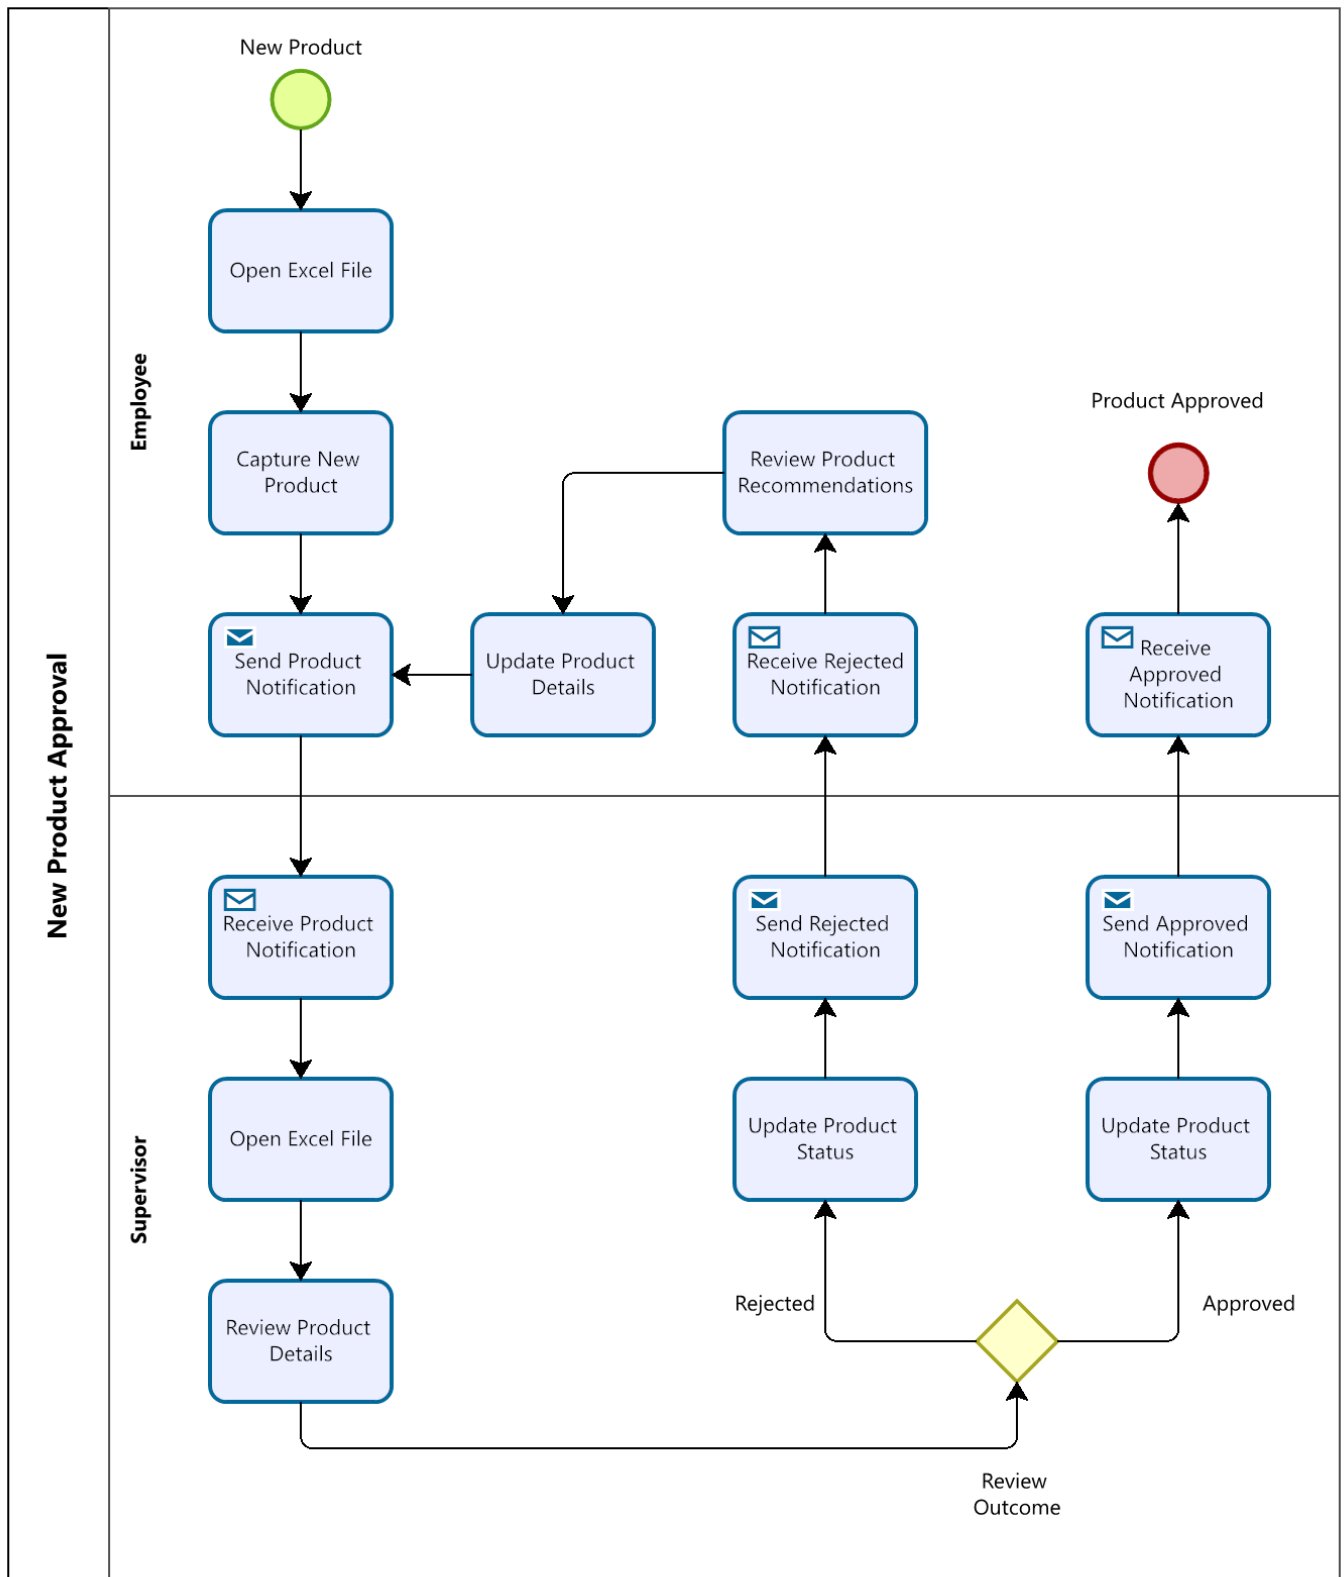 New Product Approval
Employee
New Product
Open Excel File
Capture New
Product
Send Product
Notification
Update Product
Details
Review Product
Recommendations
Receive Rejected
Notification
Product Approved
Receive
Approved
Notification
Supervisor
Receive Product
Notification
Open Excel File
Review Product
Details
Review
Outcome
Rejected
Approved
Update Product
Status
Send Rejected
Notification
Update Product
Status
Send Approved
Notification